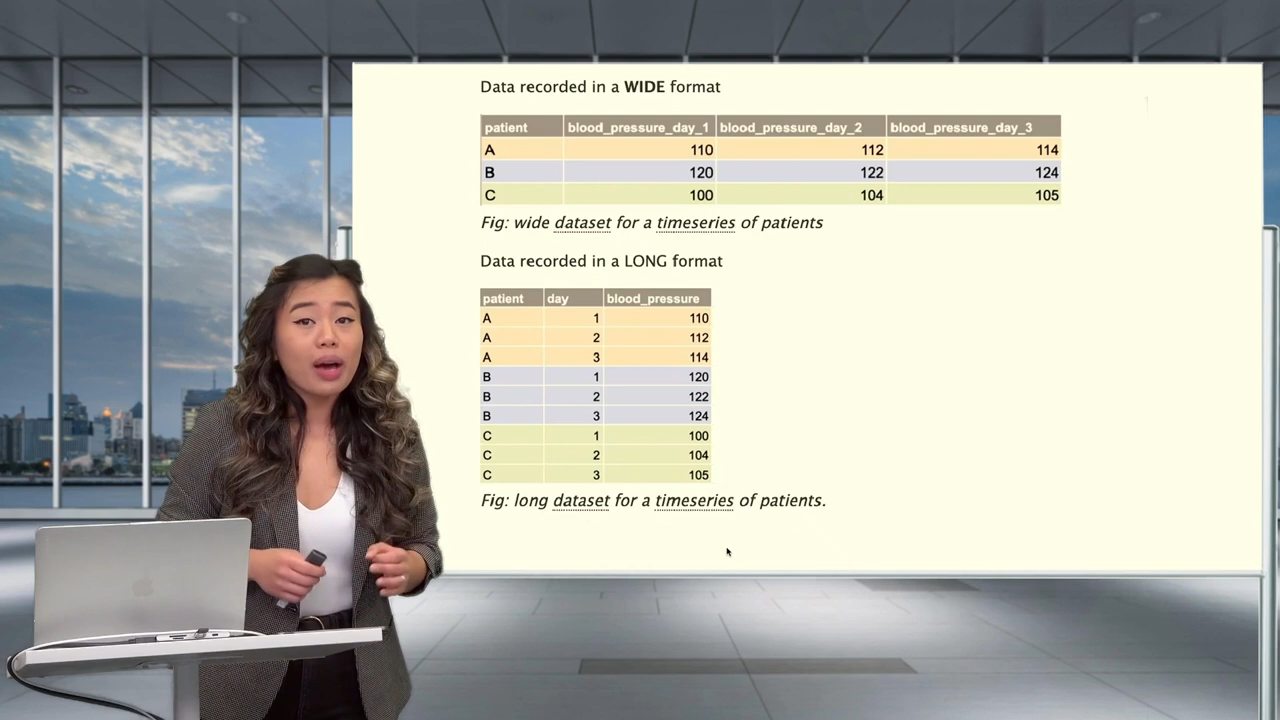 Data recorded in a WIDE format
patient blood_pressure_day_1 blood_pressure_day_2 blood_pressure_day_3
A 110 112 114
B 120 122 124
C 100 104 105
Fig: wide dataset for a timeseries of patients
Data recorded in a LONG format
patient day blood_pressure
A 1 110
A 2 112
A 3 114
B 1 120
B 2 122
B 3 124
C 1 100
C 2 104
C 3 105
Fig: long dataset for a timeseries of patients.